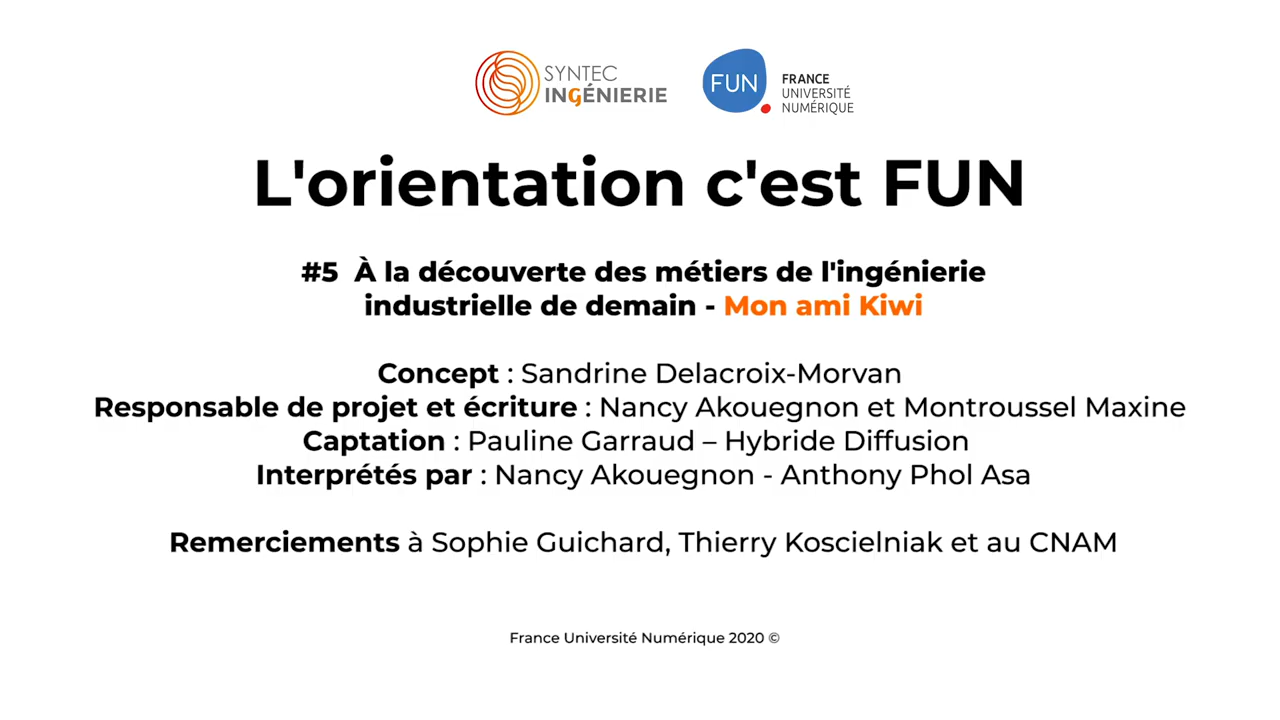 SYNTEC
INGÉNIERIE
FUN
FRANCE
UNIVERSITÉ
NUMÉRIQUE
L'orientation c'est FUN
#5 À la découverte des métiers de l'ingénierie
industrielle de demain - Mon ami Kiwi
Concept : Sandrine Delacroix-Morvan
Responsable de projet et écriture : Nancy Akouegnon et Montroussel Maxine
Captation : Pauline Garraud – Hybride Diffusion
Interprétés par : Nancy Akouegnon - Anthony Phol Asa
Remerciements à Sophie Guichard, Thierry Koscielniak et au CNAM
France Université Numérique 2020 ©